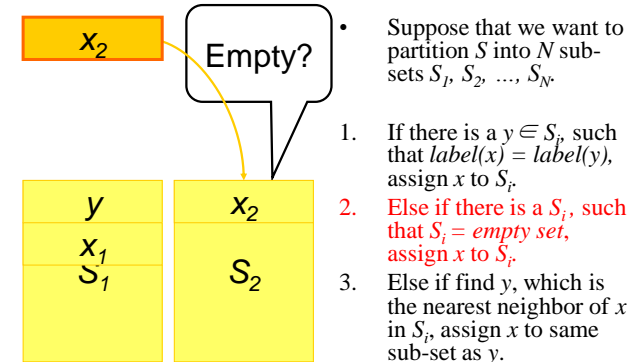 x2
Empty?
y
x1
S1
x2
S2
• Suppose that we want to
partition S into N sub-
sets S1, S2, ..., SN.
1. If there is a y ∈ Si, such
that label(x) = label(y),
assign x to Si.
2. Else if there is a Si, such
that Si = empty set,
assign x to Si.
3. Else if find y, which is
the nearest neighbor of x
in Si, assign x to same
sub-set as y.